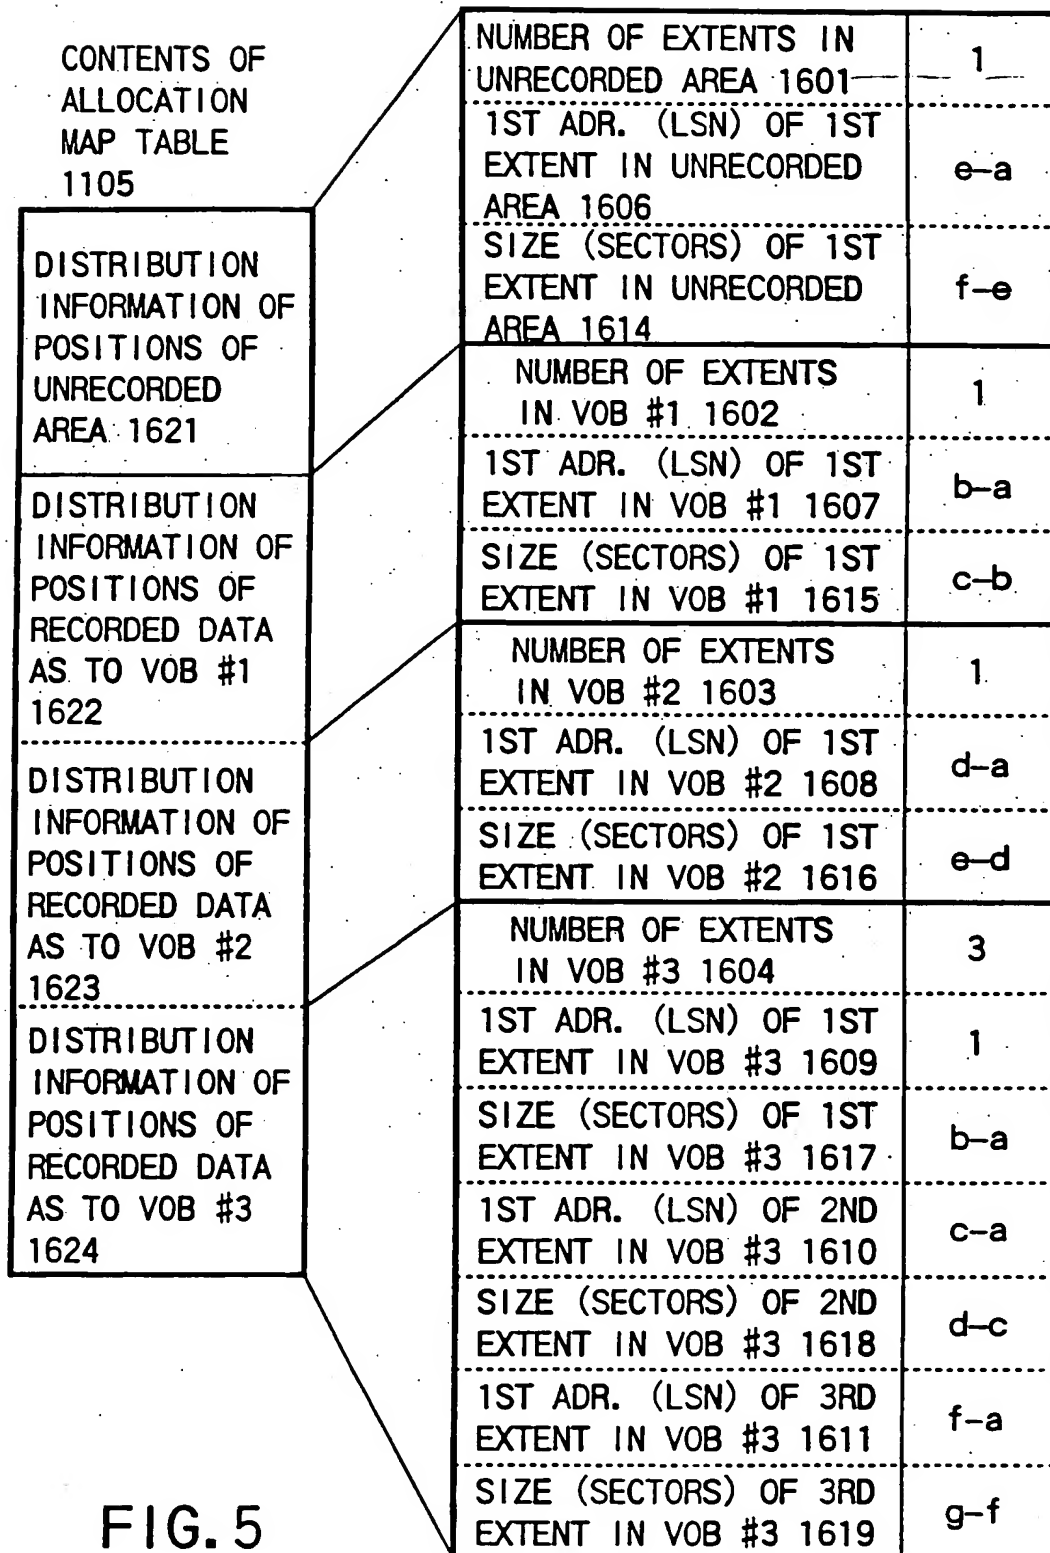 CONTENTS OF
ALLOCATION
MAP TABLE
1105
DISTRIBUTION
INFORMATION OF
POSITIONS OF
UNRECORDED
AREA 1621
DISTRIBUTION
INFORMATION OF
POSITIONS OF
RECORDED DATA
AS TO VOB #1
1622
DISTRIBUTION
INFORMATION OF
POSITIONS OF
RECORDED DATA
AS TO VOB #2
1623
DISTRIBUTION
INFORMATION OF
POSITIONS OF
RECORDED DATA
AS TO VOB #3
1624
NUMBER OF EXTENTS IN
UNRECORDED AREA 1601
1
1ST ADR. (LSN) OF 1ST
EXTENT IN UNRECORDED
AREA 1606
e-a
SIZE (SECTORS) OF 1ST
EXTENT IN UNRECORDED
AREA 1614
f-e
NUMBER OF EXTENTS
IN VOB #1 1602
1
1ST ADR. (LSN) OF 1ST
EXTENT IN VOB #1 1607
b-a
SIZE (SECTORS) OF 1ST
EXTENT IN VOB #1 1615
c-b
NUMBER OF EXTENTS
IN VOB #2 1603
1
1ST ADR. (LSN) OF 1ST
EXTENT IN VOB #2 1608
d-a
SIZE (SECTORS) OF 1ST
EXTENT IN VOB #2 1616
e-d
NUMBER OF EXTENTS
IN VOB #3 1604
3
1ST ADR. (LSN) OF 1ST
EXTENT IN VOB #3 1609
1
SIZE (SECTORS) OF 1ST
EXTENT IN VOB #3 1617
b-a
1ST ADR. (LSN) OF 2ND
EXTENT IN VOB #3 1610
c-a
SIZE (SECTORS) OF 2ND
EXTENT IN VOB #3 1618
d-c
1ST ADR. (LSN) OF 3RD
EXTENT IN VOB #3 1611
f-a
SIZE (SECTORS) OF 3RD
EXTENT IN VOB #3 1619
g-f
FIG. 5